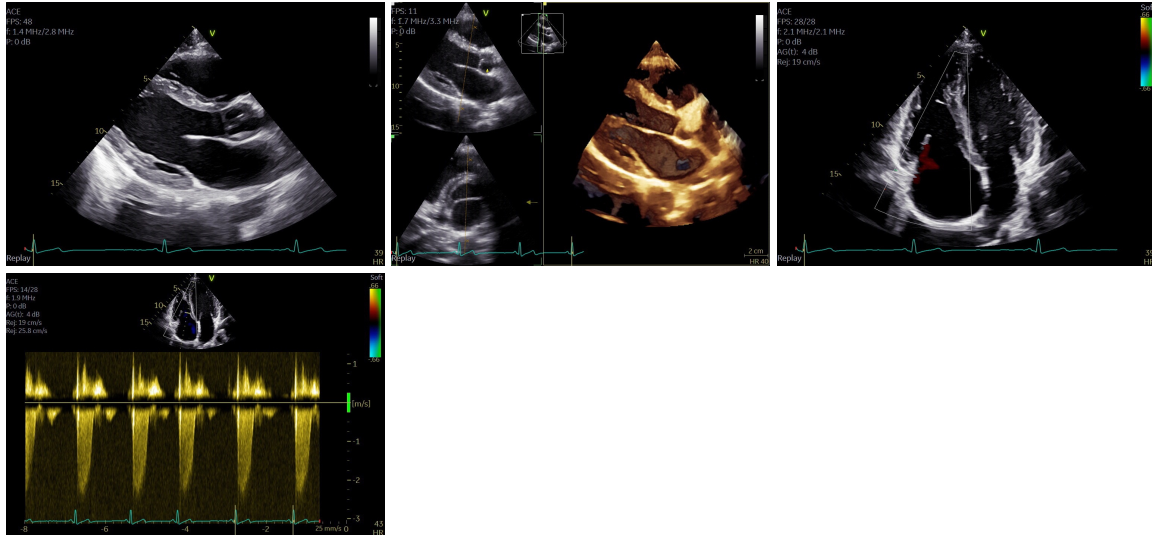 ACE
FPS: 48
f: 1.4 MHz/2.8 MHz
P: 0 dB
V
5
10
15
Replay
39
HR
FPS: 11
f: 1.7 MHz/3.3 MHz
P: 0 dB
V
5
10
15
Replay
2 cm
HR 40
ACE
FPS: 28/28
f: 2.1 MHz/2.1 MHz
P: 0 dB
AG(t): 4 dB
Rej: 19 cm/s
V
Soft
.66
-.66
5
10
15
Replay
HR
ACE
FPS: 14/28
f: 1.9 MHz
P: 0 dB
AG(t): 4 dB
Rej: 19 cm/s
Rej: 25.8 cm/s
V
5
10
15
Soft
.66
-.66
1
[m/s]
-1
-2
-3
-8
-6
-4
-2
25 mm/s
0
43
HR